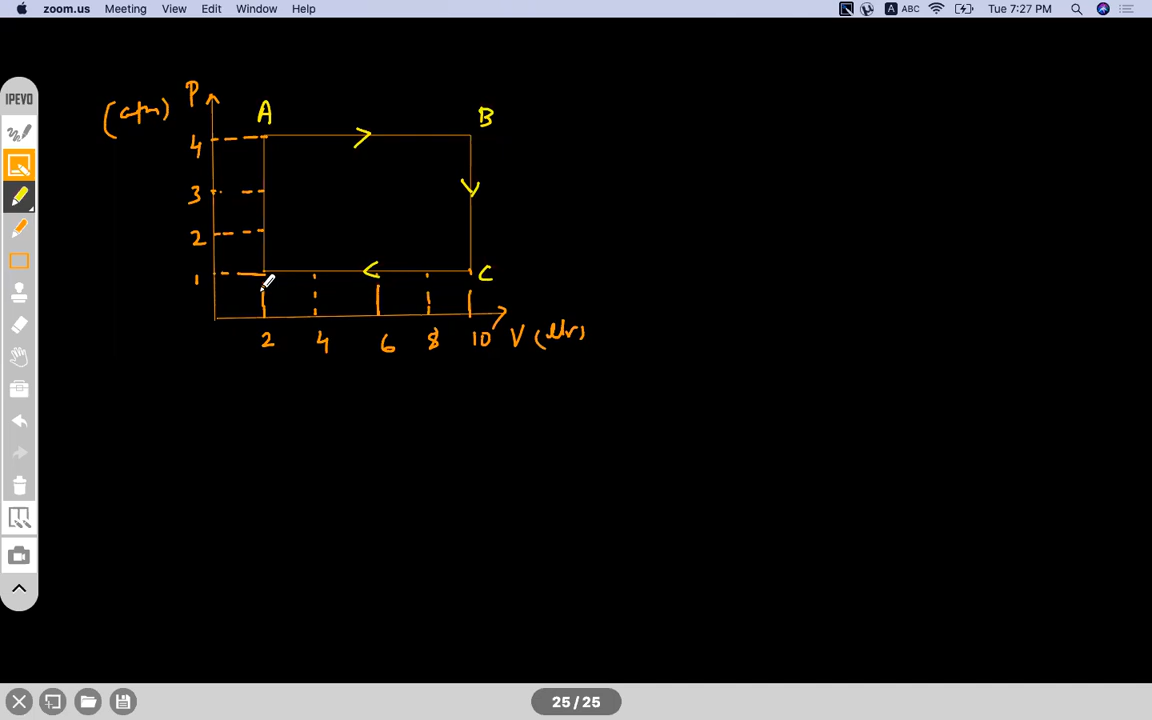 zoom.us Meeting View Edit Window Help
A ABC Tue 7:27 PM
IPEVO
P
(atm)
A
B
4
3
2
1
C
2 4 6 8 10 V (ltr)
25 / 25